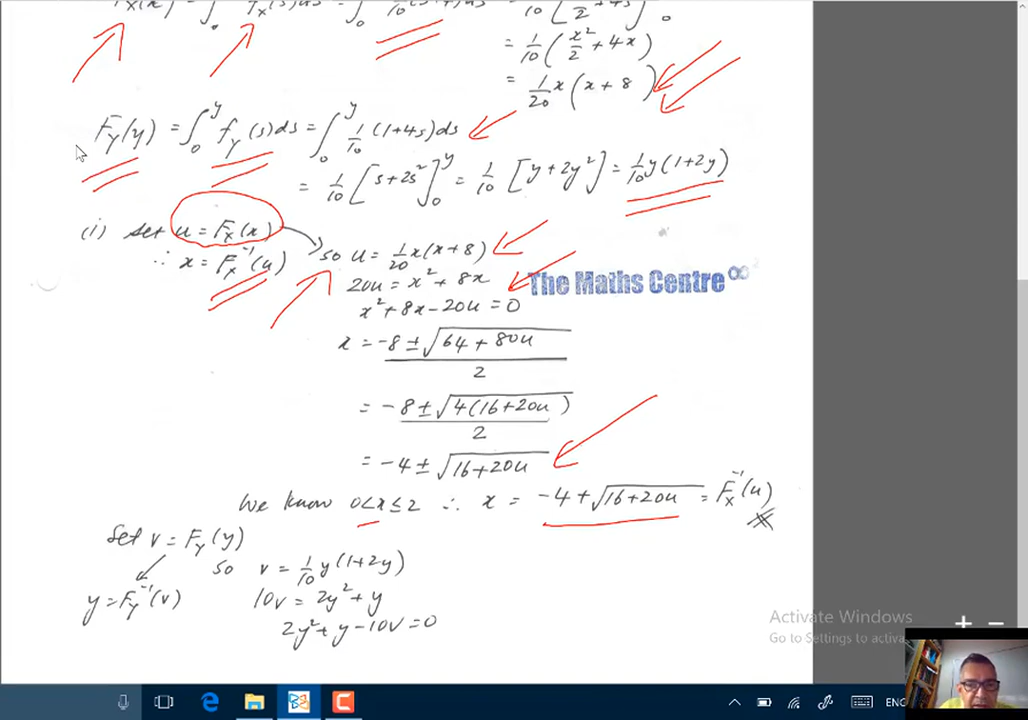 = 1/10 (x²/2 + 4x)
= 1/20 x (x + 8)
F_Y(y) = ∫₀^y f_Y(s)ds = ∫₀^y 1/10 (1+4s)ds
= 1/10 [s+2s²]₀^y = 1/10 [y+2y²] = 1/10 y(1+2y)
(i) set u = F_X(x)
∴ x = F_X⁻¹(u) so u = 1/20 x(x+8)
20u = x² + 8x
The Maths Centre ∞
x² + 8x - 20u = 0
x = -8 ± √(64 + 80u) / 2
= -8 ± √(4(16+20u)) / 2
= -4 ± √(16+20u)
We know 0<x≤2 ∴ x = -4+√(16+20u) = F_X⁻¹(u)
Set v = F_Y(y)
so v = 1/10 y(1+2y)
y = F_Y⁻¹(v) 10v = 2y² + y
2y² + y - 10v = 0
Activate Windows
Go to Settings to activa
ENG